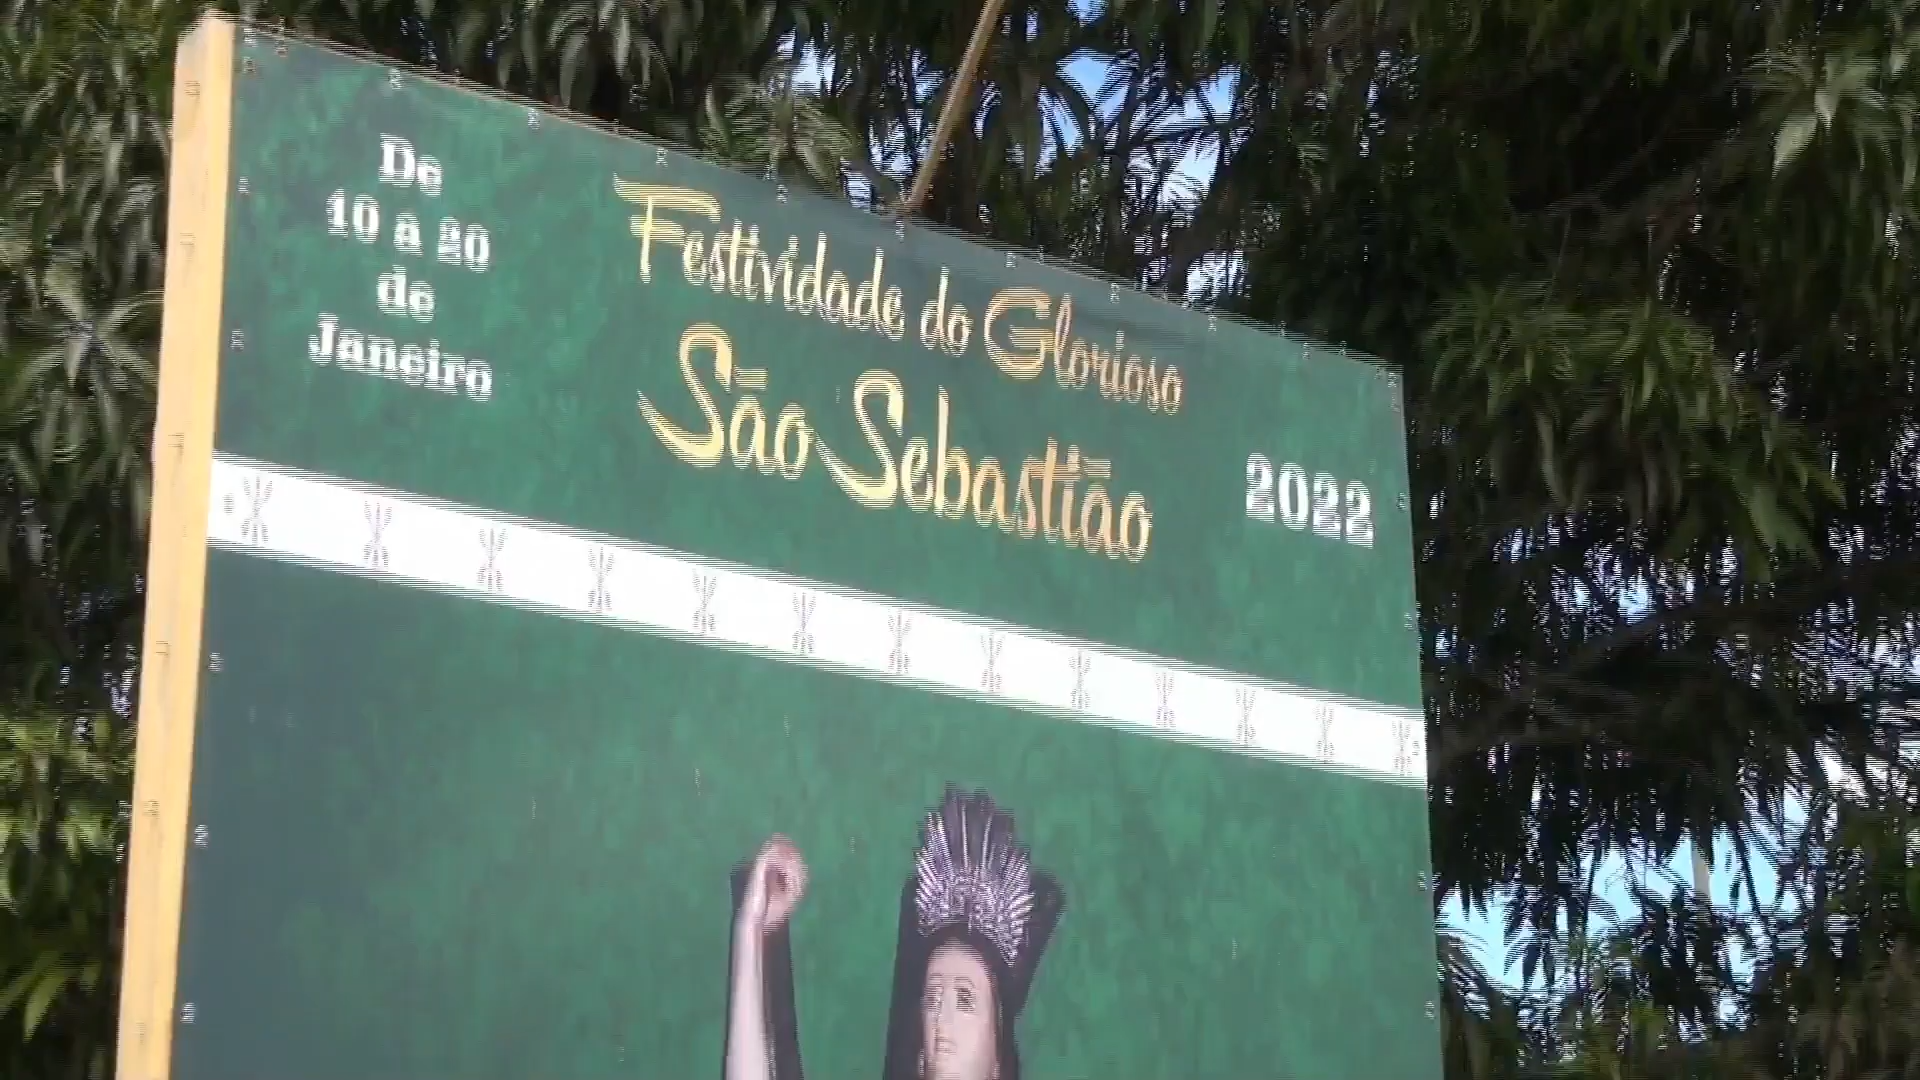 De
10 a 20
de
Janeiro
Festividade do Glorioso
São Sebastião
2022